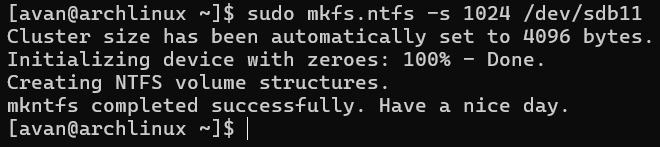 [avan@archlinux ~]$ sudo mkfs.ntfs -s 1024 /dev/sdb11
Cluster size has been automatically set to 4096 bytes.
Initializing device with zeroes: 100% - Done.
Creating NTFS volume structures.
mkntfs completed successfully. Have a nice day.
[avan@archlinux ~]$